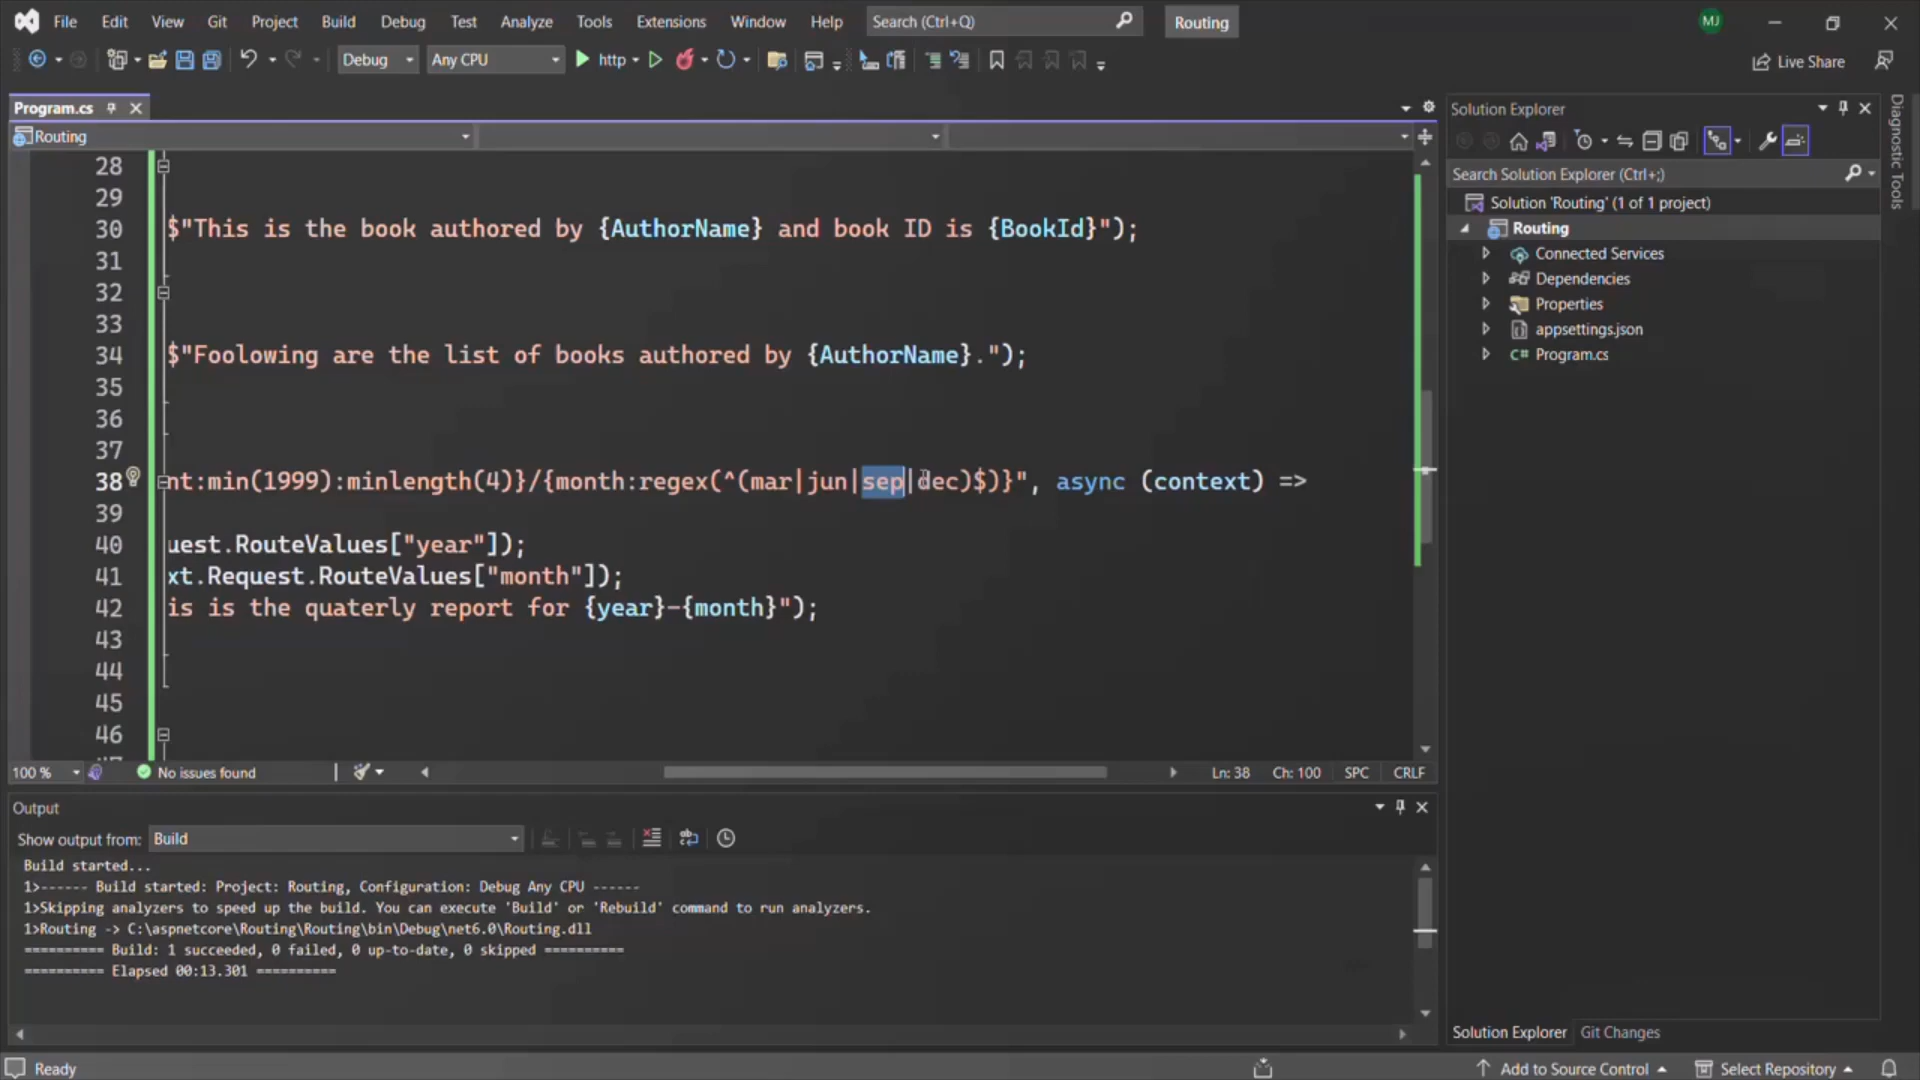 File Edit View Git Project Build Debug Test Analyze Tools Extensions Window Help Search (Ctrl+Q) Routing MJ
Debug Any CPU http Live Share
Program.cs
Routing
28
29
30 $"This is the book authored by {AuthorName} and book ID is {BookId}");
31
32
33
34 $"Foolowing are the list of books authored by {AuthorName}.");
35
36
37
38 nt:min(1999):minlength(4)}/{month:regex(^(mar|jun|sep|dec)$)}", async (context) =>
39
40 uest.RouteValues["year"]);
41 xt.Request.RouteValues["month"]);
42 is is the quaterly report for {year}-{month}");
43
44
45
46
100 % No issues found Ln: 38 Ch: 100 SPC CRLF
Output
Show output from: Build
Build started...
1>------ Build started: Project: Routing, Configuration: Debug Any CPU ------
1>Skipping analyzers to speed up the build. You can execute 'Build' or 'Rebuild' command to run analyzers.
1>Routing -> C:\aspnetcore\Routing\Routing\bin\Debug\net6.0\Routing.dll
========== Build: 1 succeeded, 0 failed, 0 up-to-date, 0 skipped ==========
========== Elapsed 00:13.301 ==========
Solution Explorer
Search Solution Explorer (Ctrl+;)
Solution 'Routing' (1 of 1 project)
Routing
Connected Services
Dependencies
Properties
appsettings.json
C# Program.cs
Solution Explorer Git Changes
Diagnostic Tools
Ready Add to Source Control Select Repository